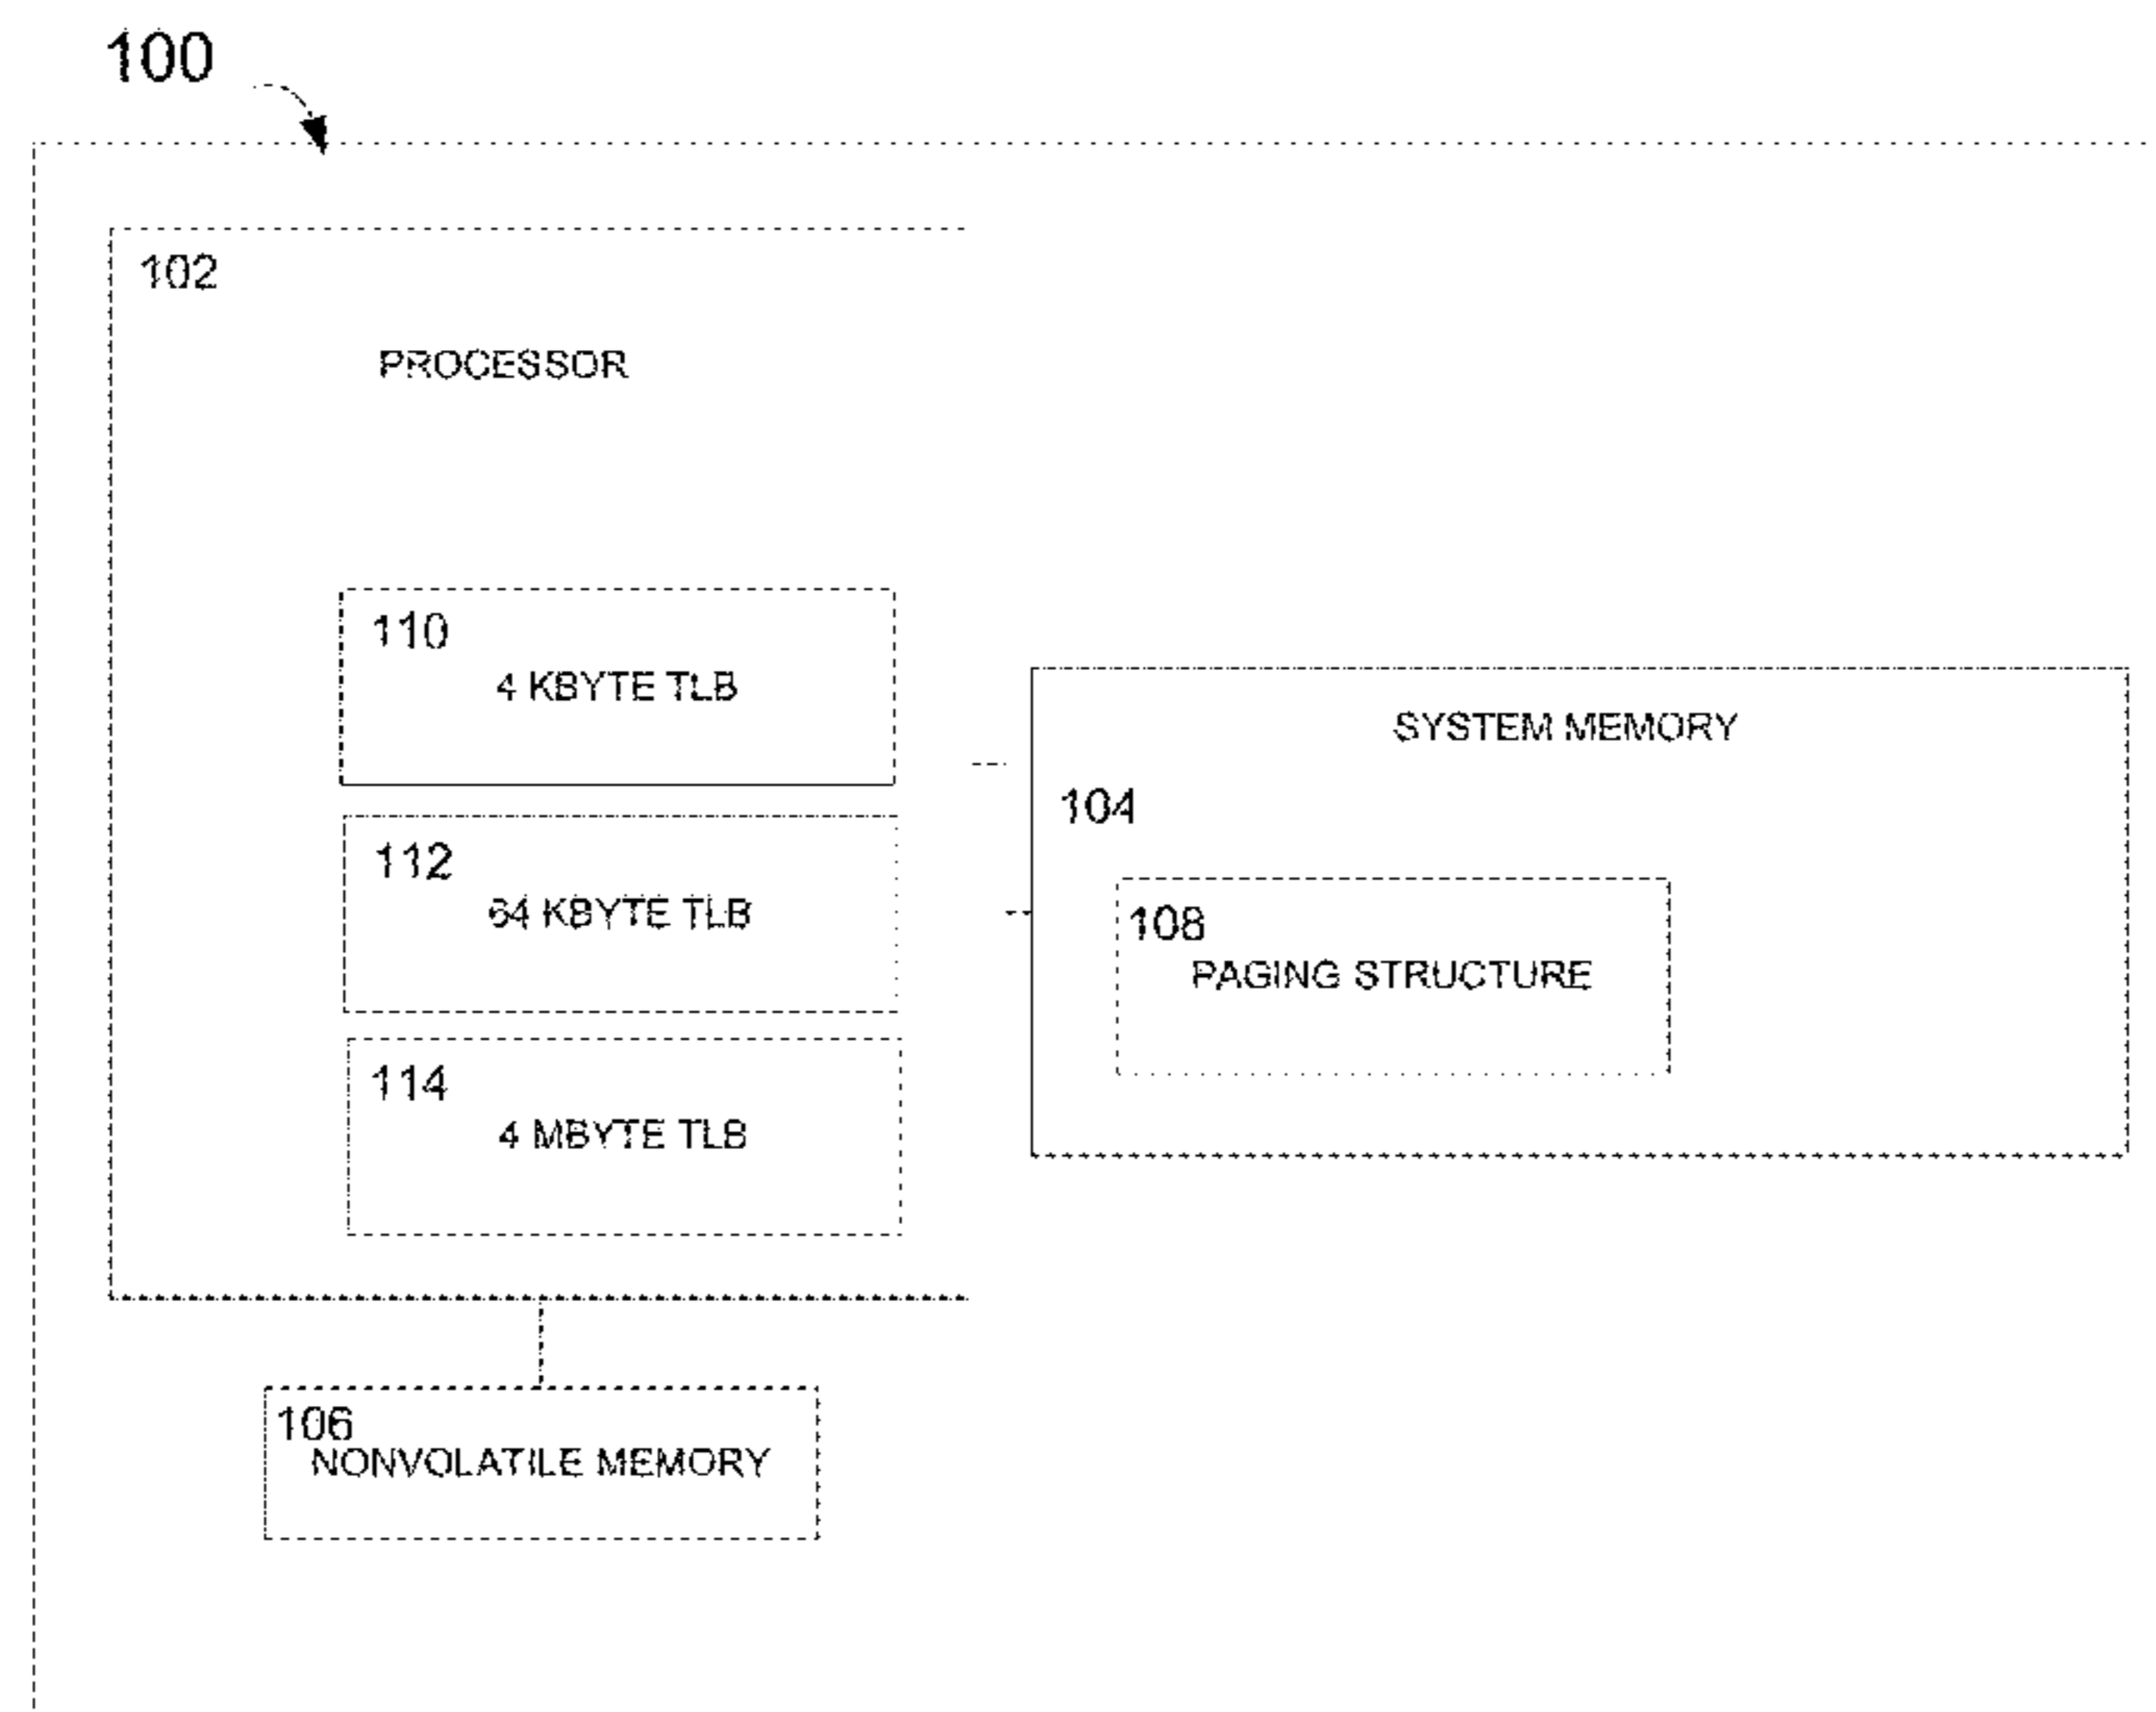 100
102
PROCESSOR
110
4 KBYTE TLB
112
64 KBYTE TLB
114
4 MBYTE TLB
SYSTEM MEMORY
104
108
PAGING STRUCTURE
106
NONVOLATILE MEMORY